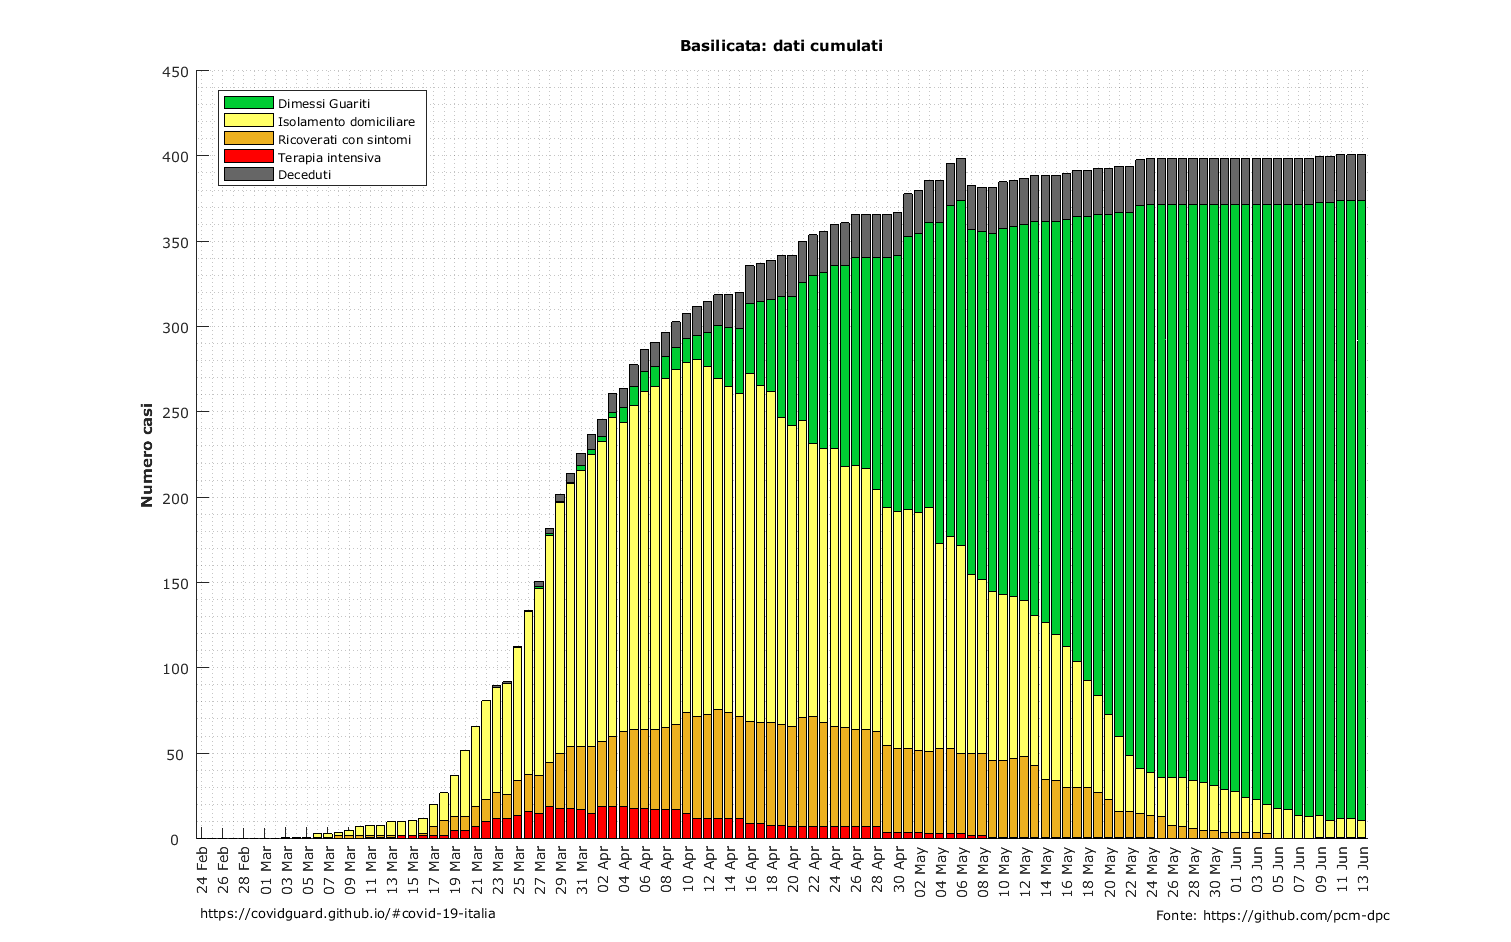 Basilicata: dati cumulati
450
400
350
300
250
200
150
100
50
0
Numero casi
Dimessi Guariti
Isolamento domiciliare
Ricoverati con sintomi
Terapia intensiva
Deceduti
24 Feb
26 Feb
28 Feb
01 Mar
03 Mar
05 Mar
07 Mar
09 Mar
11 Mar
13 Mar
15 Mar
17 Mar
19 Mar
21 Mar
23 Mar
25 Mar
27 Mar
29 Mar
31 Mar
02 Apr
04 Apr
06 Apr
08 Apr
10 Apr
12 Apr
14 Apr
16 Apr
18 Apr
20 Apr
22 Apr
24 Apr
26 Apr
28 Apr
30 Apr
02 May
04 May
06 May
08 May
10 May
12 May
14 May
16 May
18 May
20 May
22 May
24 May
26 May
28 May
30 May
01 Jun
03 Jun
05 Jun
07 Jun
09 Jun
11 Jun
13 Jun
https://covidguard.github.io/#covid-19-italia
Fonte: https://github.com/pcm-dpc